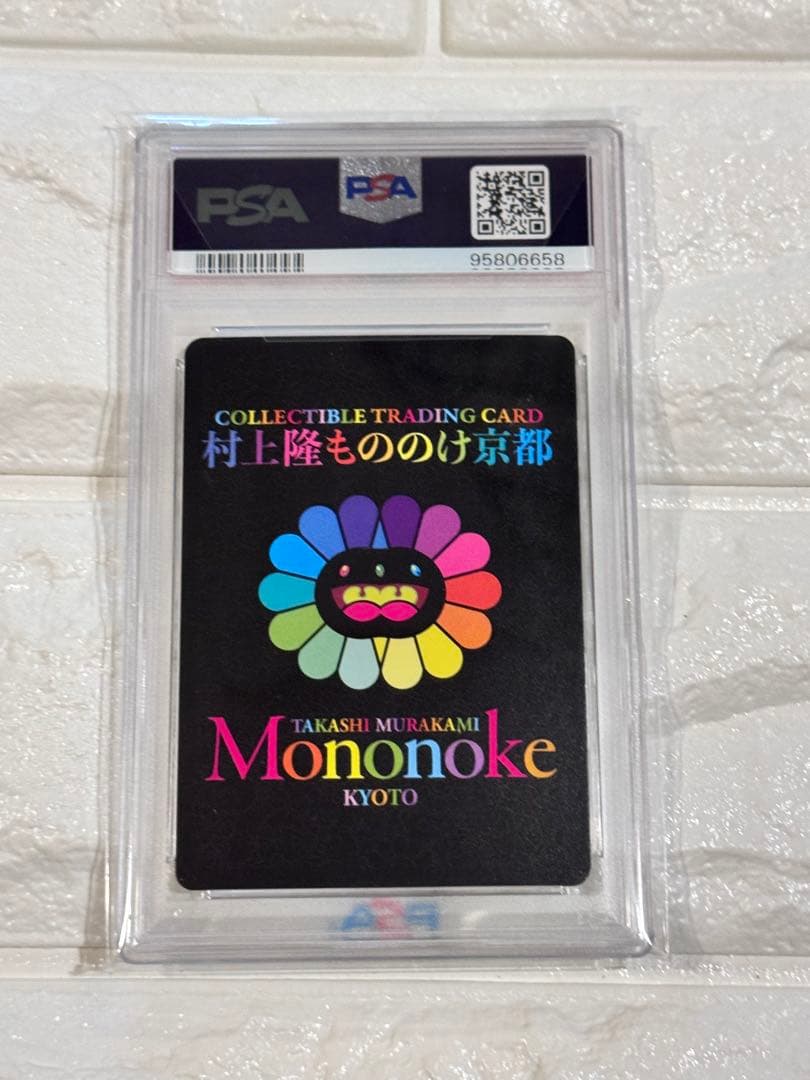 PSA
PSA
95806658
COLLECTIBLE TRADING CARD
村上隆もののけ京都
TAKASHI MURAKAMI
Mononoke
KYOTO
PSA